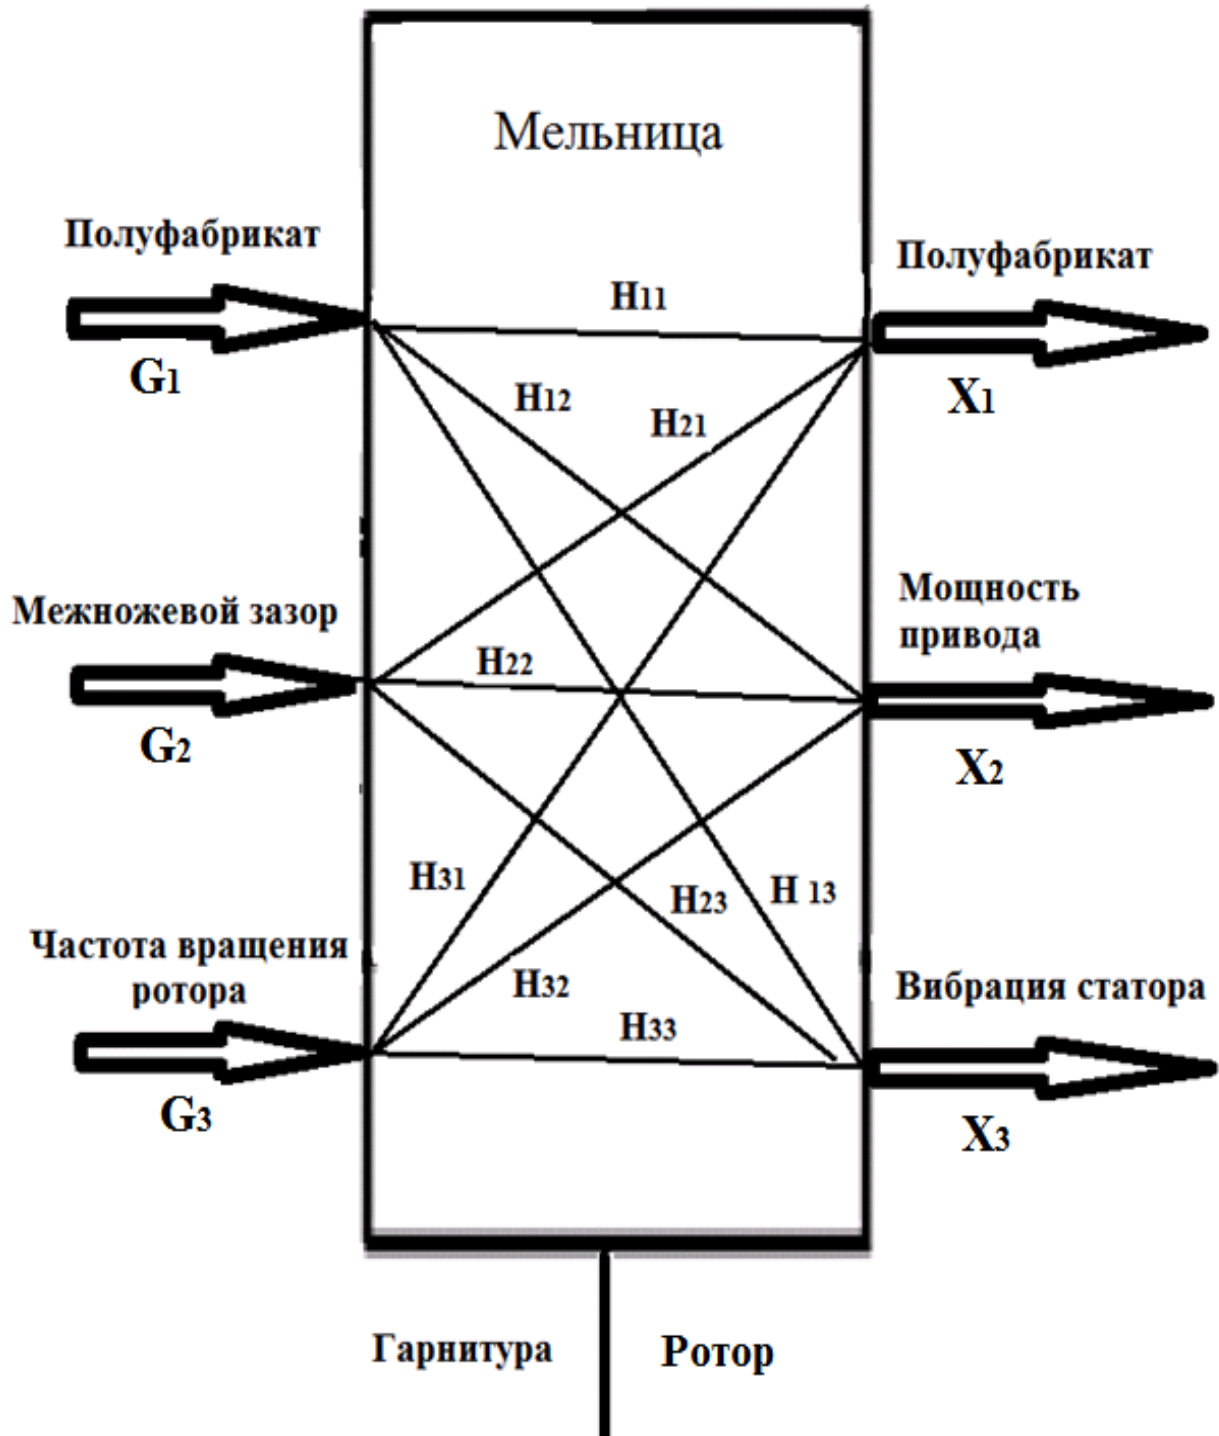 Мельница
Полуфабрикат
Полуфабрикат
H11
G1
X1
H12
H21
Межножевой зазор
Мощность
привода
H22
G2
X2
H31
H23
H 13
Частота вращения
ротора
H32
Вибрация статора
H33
G3
X3
Гарнитура
Ротор